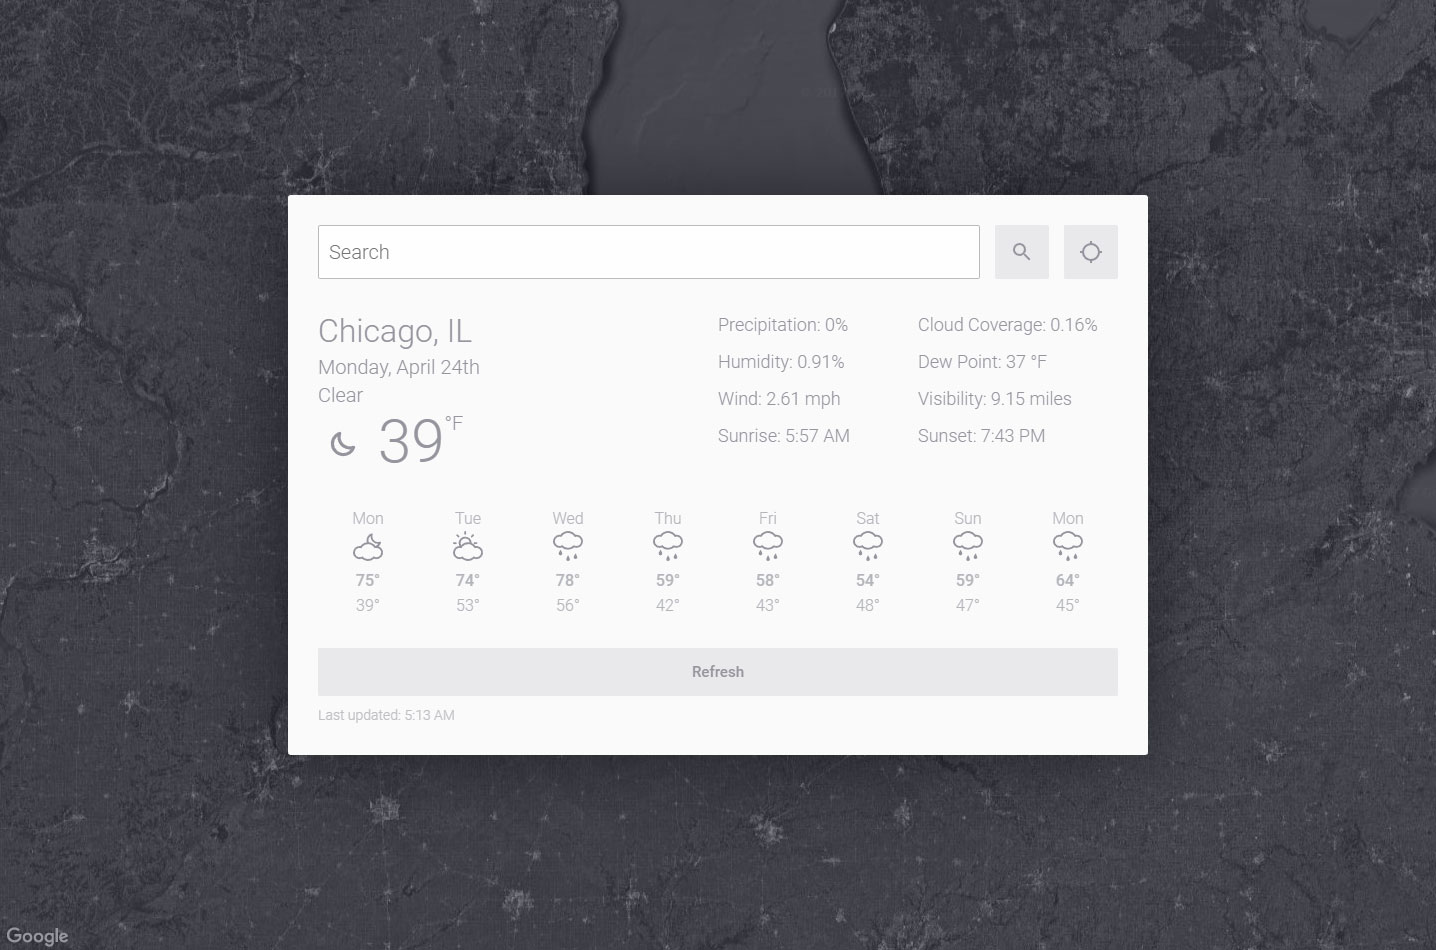 Search
Chicago, IL
Monday, April 24th
Clear
39 °F
Precipitation: 0%
Humidity: 0.91%
Wind: 2.61 mph
Sunrise: 5:57 AM
Cloud Coverage: 0.16%
Dew Point: 37 °F
Visibility: 9.15 miles
Sunset: 7:43 PM
Mon Tue Wed Thu Fri Sat Sun Mon
75° 74° 78° 59° 58° 54° 59° 64°
39° 53° 56° 42° 43° 48° 47° 45°
Refresh
Last updated: 5:13 AM
Google